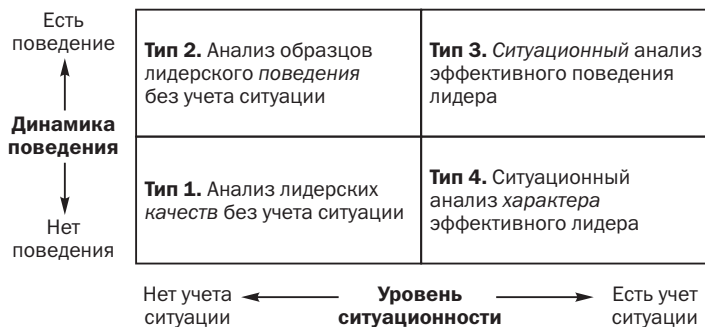 Есть
поведение
Динамика
поведения
Нет
поведения
Тип 2. Анализ образцов
лидерского поведения
без учета ситуации
Тип 3. Ситуационный анализ
эффективного поведения
лидера
Тип 1. Анализ лидерских
качеств без учета ситуации
Тип 4. Ситуационный
анализ характера
эффективного лидера
Нет учета
ситуации
Уровень
ситуационности
Есть учет
ситуации